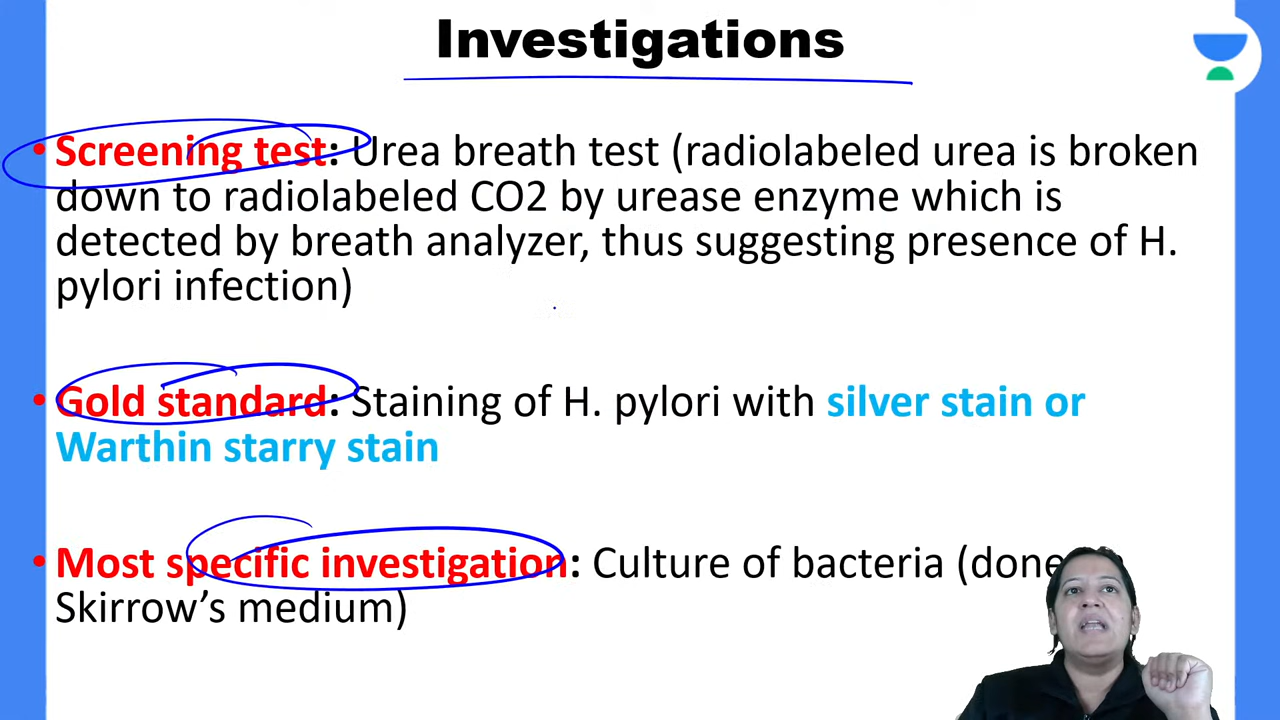 Investigations
• Screening test: Urea breath test (radiolabeled urea is broken
down to radiolabeled CO2 by urease enzyme which is
detected by breath analyzer, thus suggesting presence of H.
pylori infection)
• Gold standard: Staining of H. pylori with silver stain or
Warthin starry stain
• Most specific investigation: Culture of bacteria (done
Skirrow's medium)